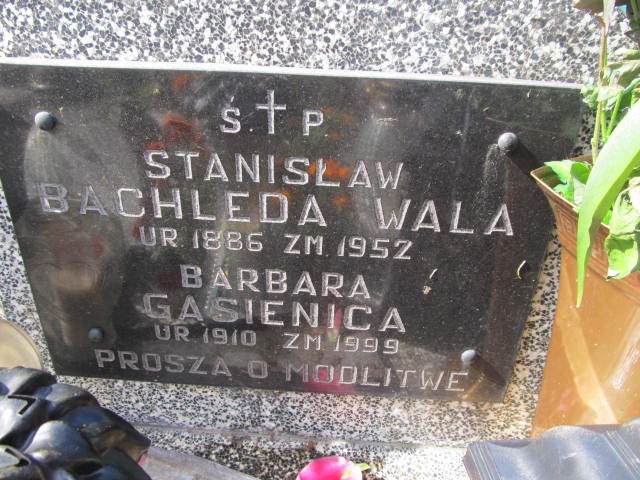 Ś † P
STANISŁAW
BACHLEDA WALA
UR 1886 ZM. 1952
BARBARA
GĄSIENICA
UR 1910 ZM 1999
PROSZĄ O MODLITWĘ